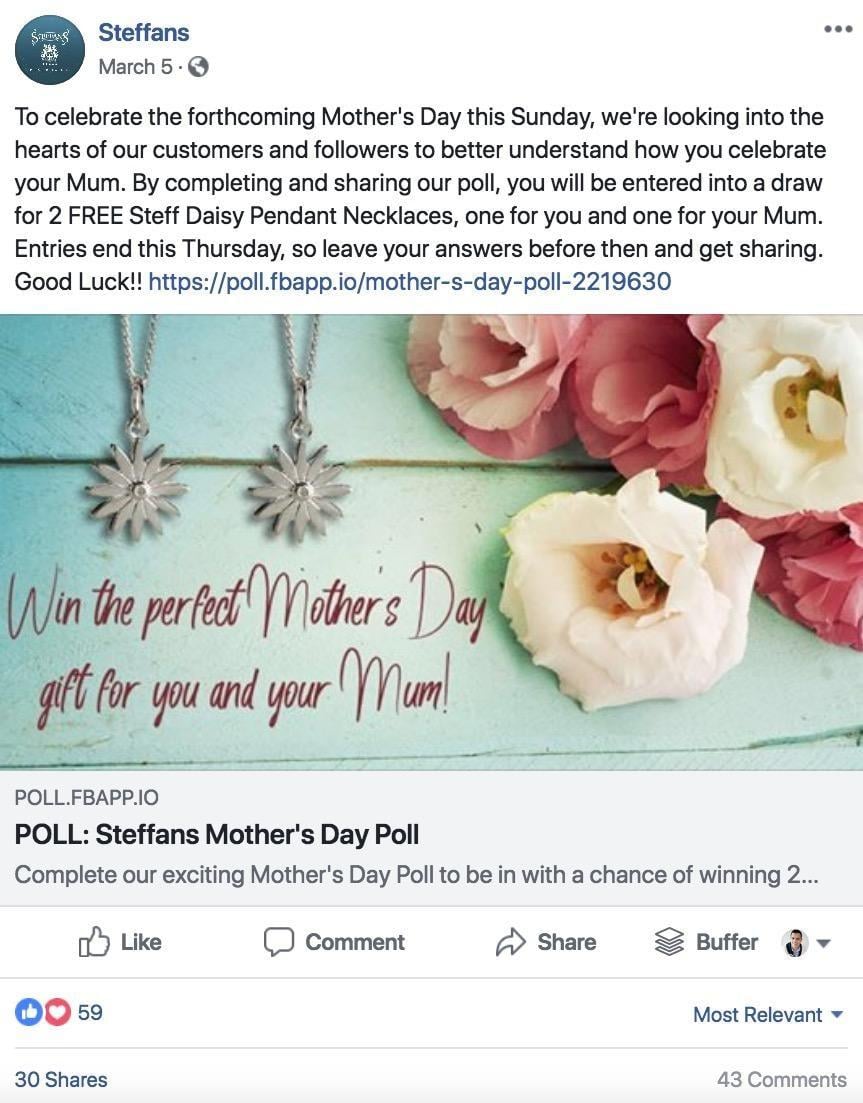 STEFFANS
Steffans
March 5 ·
To celebrate the forthcoming Mother's Day this Sunday, we're looking into the
hearts of our customers and followers to better understand how you celebrate
your Mum. By completing and sharing our poll, you will be entered into a draw
for 2 FREE Steff Daisy Pendant Necklaces, one for you and one for your Mum.
Entries end this Thursday, so leave your answers before then and get sharing.
Good Luck!! https://poll.fbapp.io/mother-s-day-poll-2219630
Win the perfect Mother's Day
gift for you and your Mum!
POLL.FBAPP.IO
POLL: Steffans Mother's Day Poll
Complete our exciting Mother's Day Poll to be in with a chance of winning 2...
Like Comment Share Buffer
59 Most Relevant
30 Shares 43 Comments